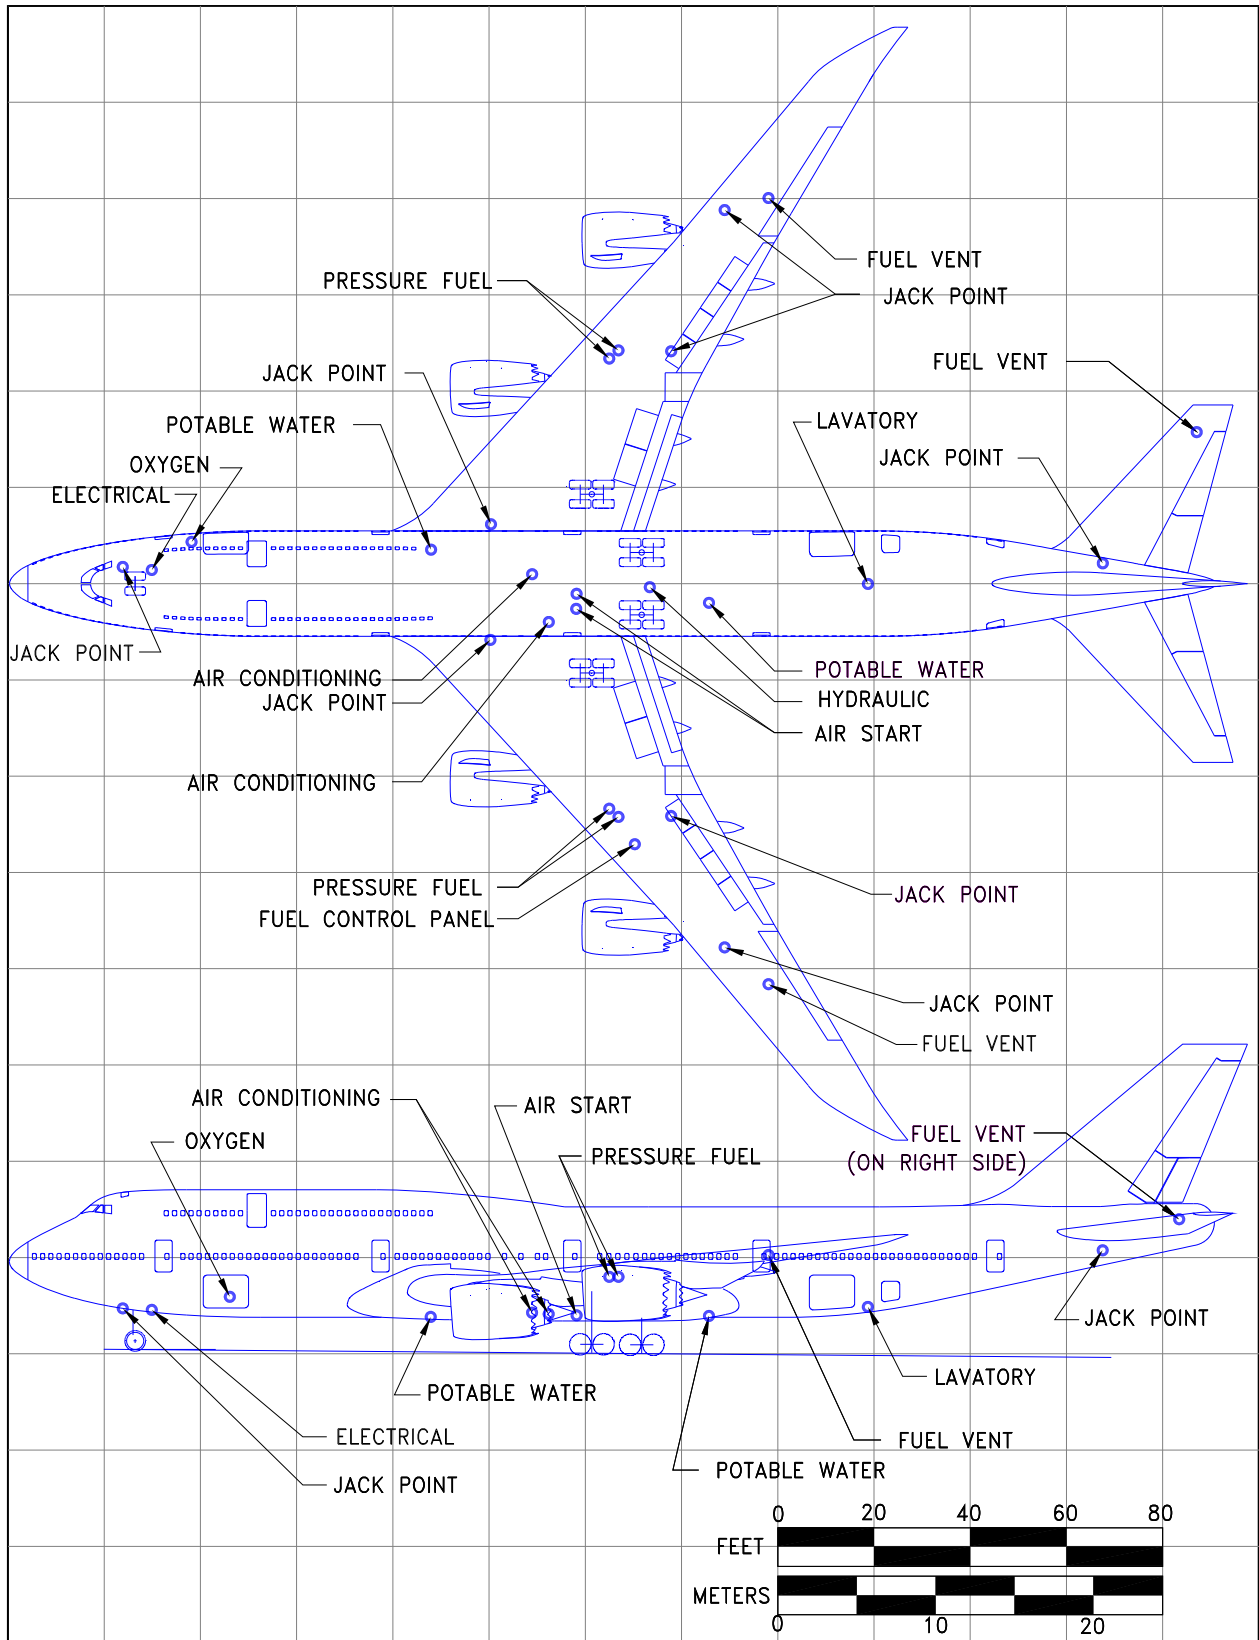 FUEL VENT
PRESSURE FUEL
JACK POINT
FUEL VENT
JACK POINT
LAVATORY
POTABLE WATER
JACK POINT
OXYGEN
ELECTRICAL
JACK POINT
POTABLE WATER
AIR CONDITIONING
HYDRAULIC
JACK POINT
AIR START
AIR CONDITIONING
PRESSURE FUEL
JACK POINT
FUEL CONTROL PANEL
JACK POINT
FUEL VENT
AIR CONDITIONING
AIR START
FUEL VENT
(ON RIGHT SIDE)
OXYGEN
PRESSURE FUEL
JACK POINT
LAVATORY
POTABLE WATER
ELECTRICAL
FUEL VENT
POTABLE WATER
JACK POINT
0 20 40 60 80
FEET
METERS
0 10 20